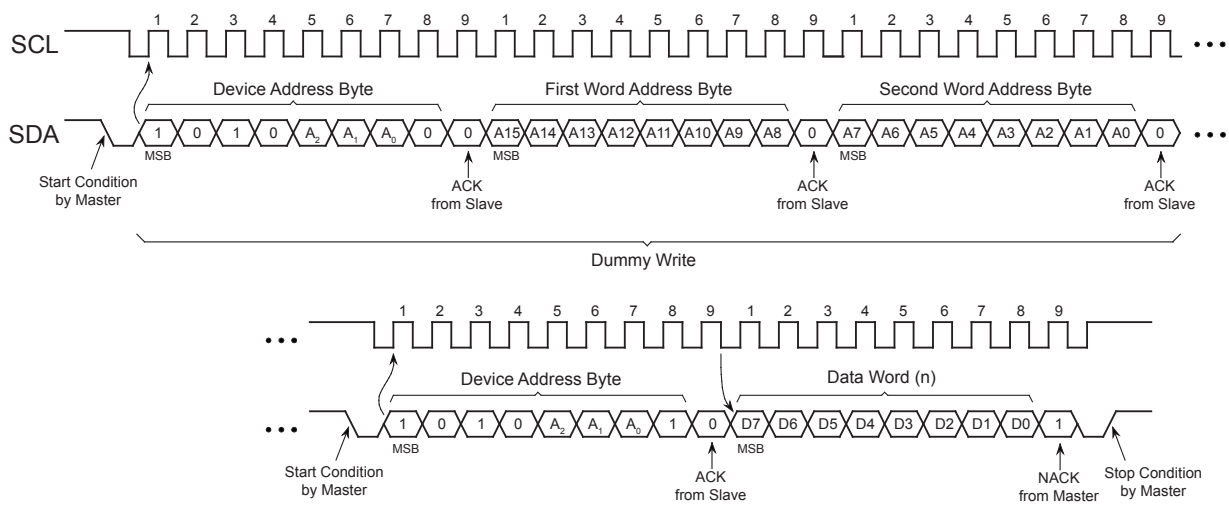 1 2 3 4 5 6 7 8 9 1 2 3 4 5 6 7 8 9 1 2 3 4 5 6 7 8 9
SCL
Device Address Byte First Word Address Byte Second Word Address Byte
SDA 1 0 1 0 A₂ A₁ A₀ 0 0 A15 A14 A13 A12 A11 A10 A9 A8 0 A7 A6 A5 A4 A3 A2 A1 A0 0
MSB MSB MSB
Start Condition
by Master
ACK
from Slave
ACK
from Slave
ACK
from Slave
Dummy Write
1 2 3 4 5 6 7 8 9 1 2 3 4 5 6 7 8 9
Device Address Byte Data Word (n)
1 0 1 0 A₂ A₁ A₀ 1 0 D7 D6 D5 D4 D3 D2 D1 D0 1
MSB MSB
Start Condition
by Master
ACK
from Slave
NACK
from Master
Stop Condition
by Master